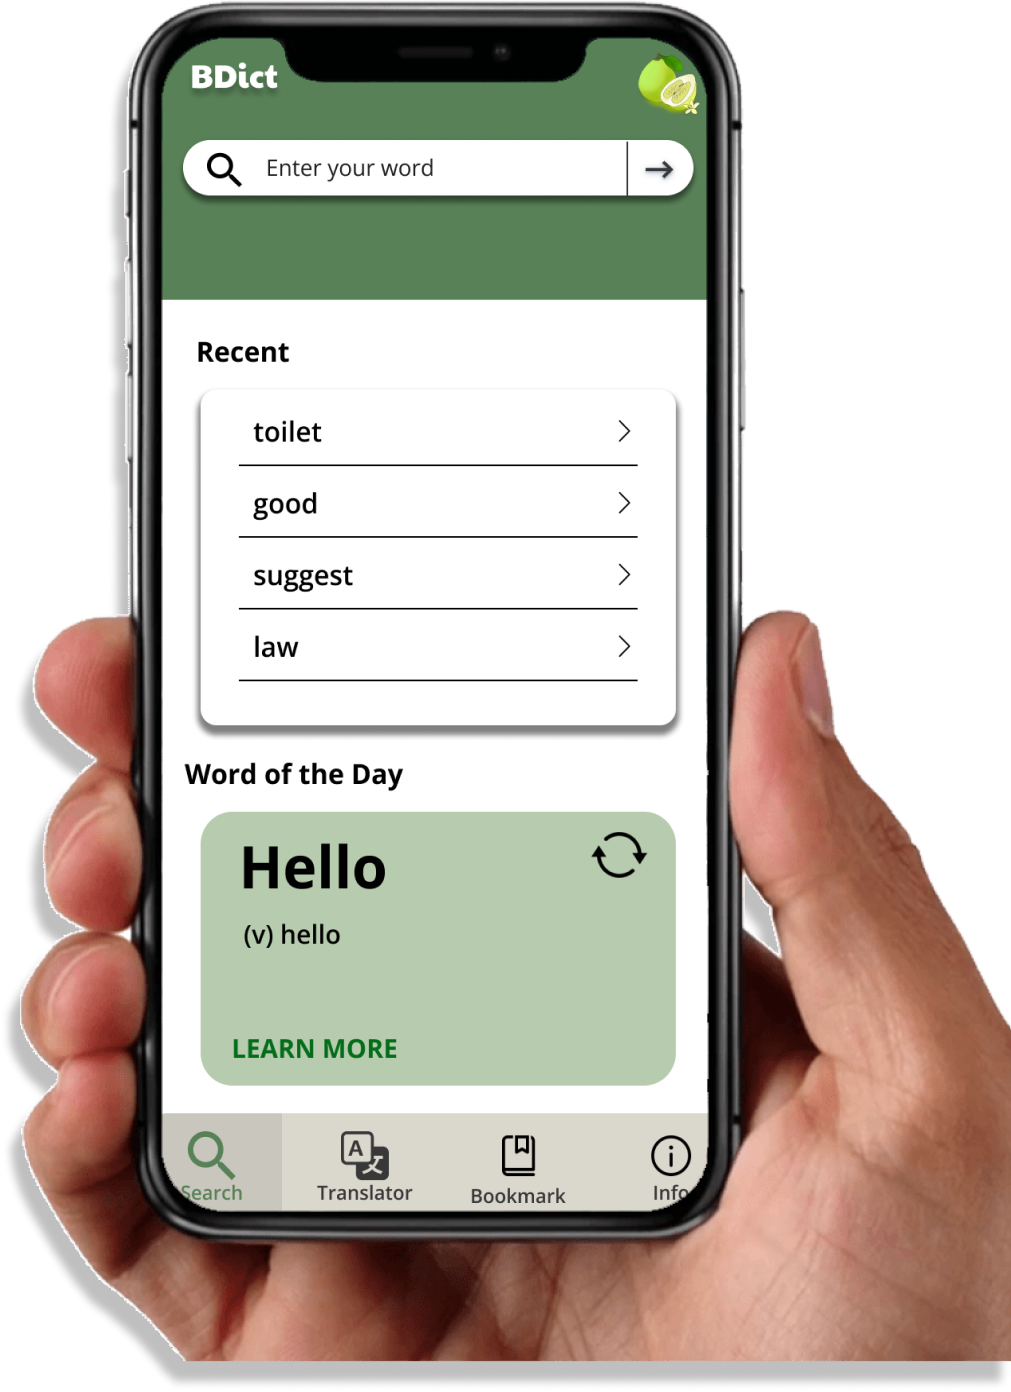 BDict
Enter your word
Recent
toilet
good
suggest
law
Word of the Day
Hello
(v) hello
LEARN MORE
Search
Translator
Bookmark
Info